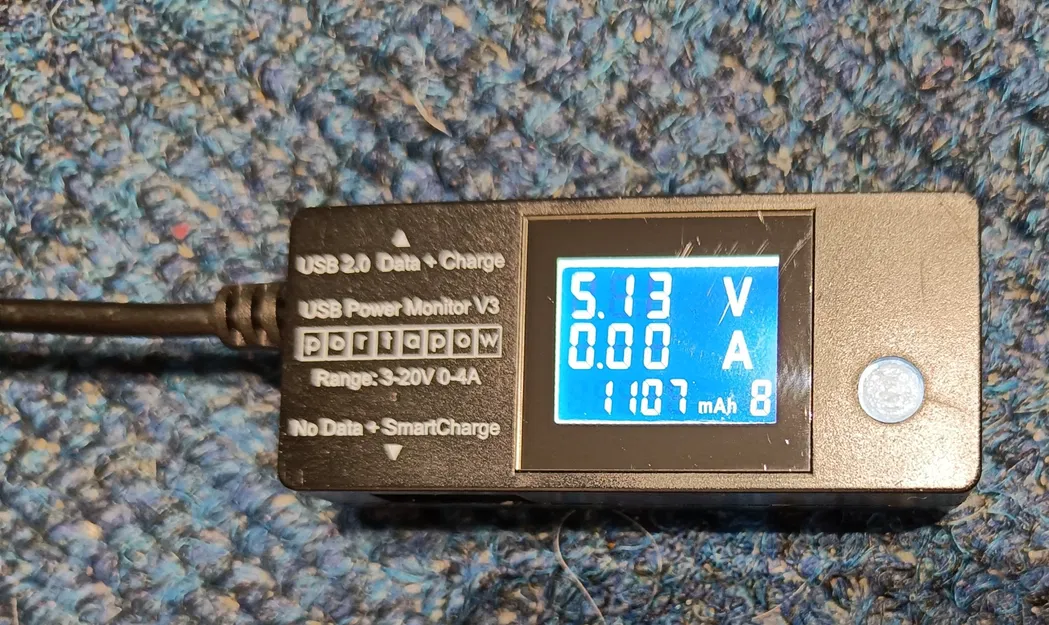 USB 2.0 Data + Charge
USB Power Monitor V3
portapow
Range: 3-20V 0-4A
No Data + SmartCharge
5.13 V
0.00 A
1107 mAh 8